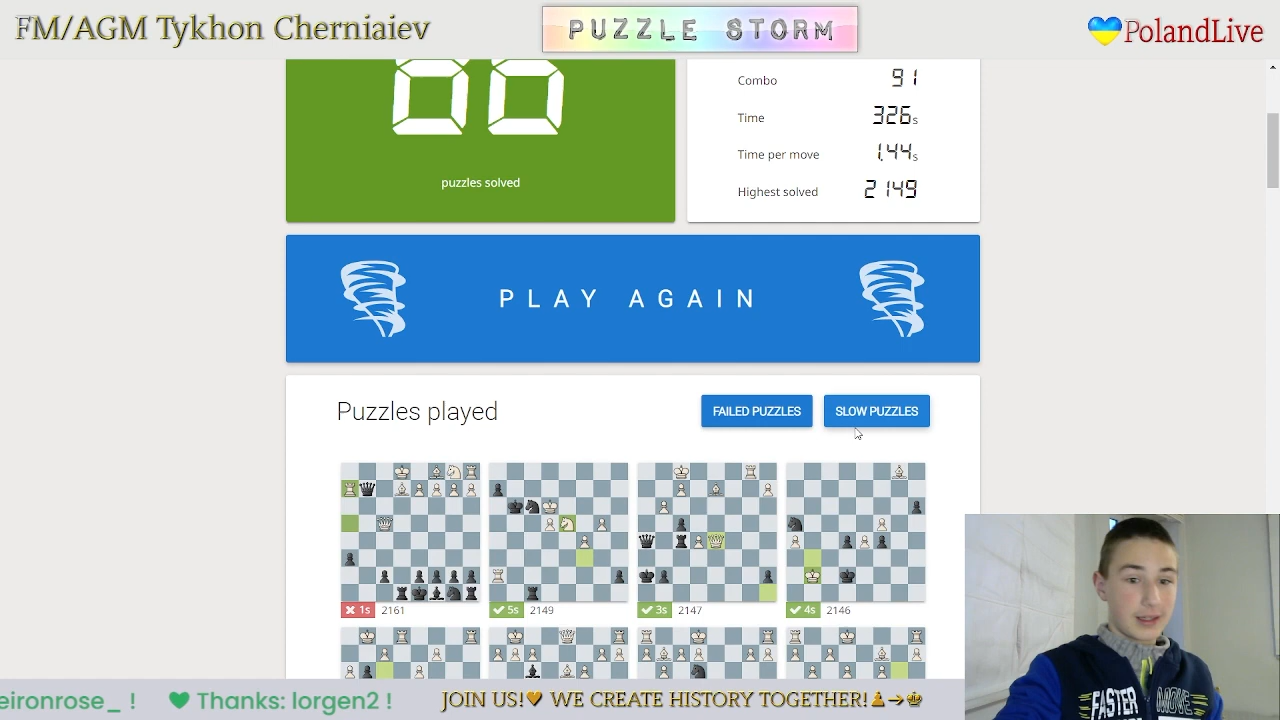 FM/AGM Tykhon Cherniaiev
PUZZLE STORM
PolandLive
puzzles solved
Combo 91
Time 326s
Time per move 1.44s
Highest solved 2149
PLAY AGAIN
Puzzles played
FAILED PUZZLES
SLOW PUZZLES
1s 2161
5s 2149
3s 2147
4s 2146
eironrose_ !
Thanks: lorgen2 !
JOIN US! WE CREATE HISTORY TOGETHER!
FASTER MOVE